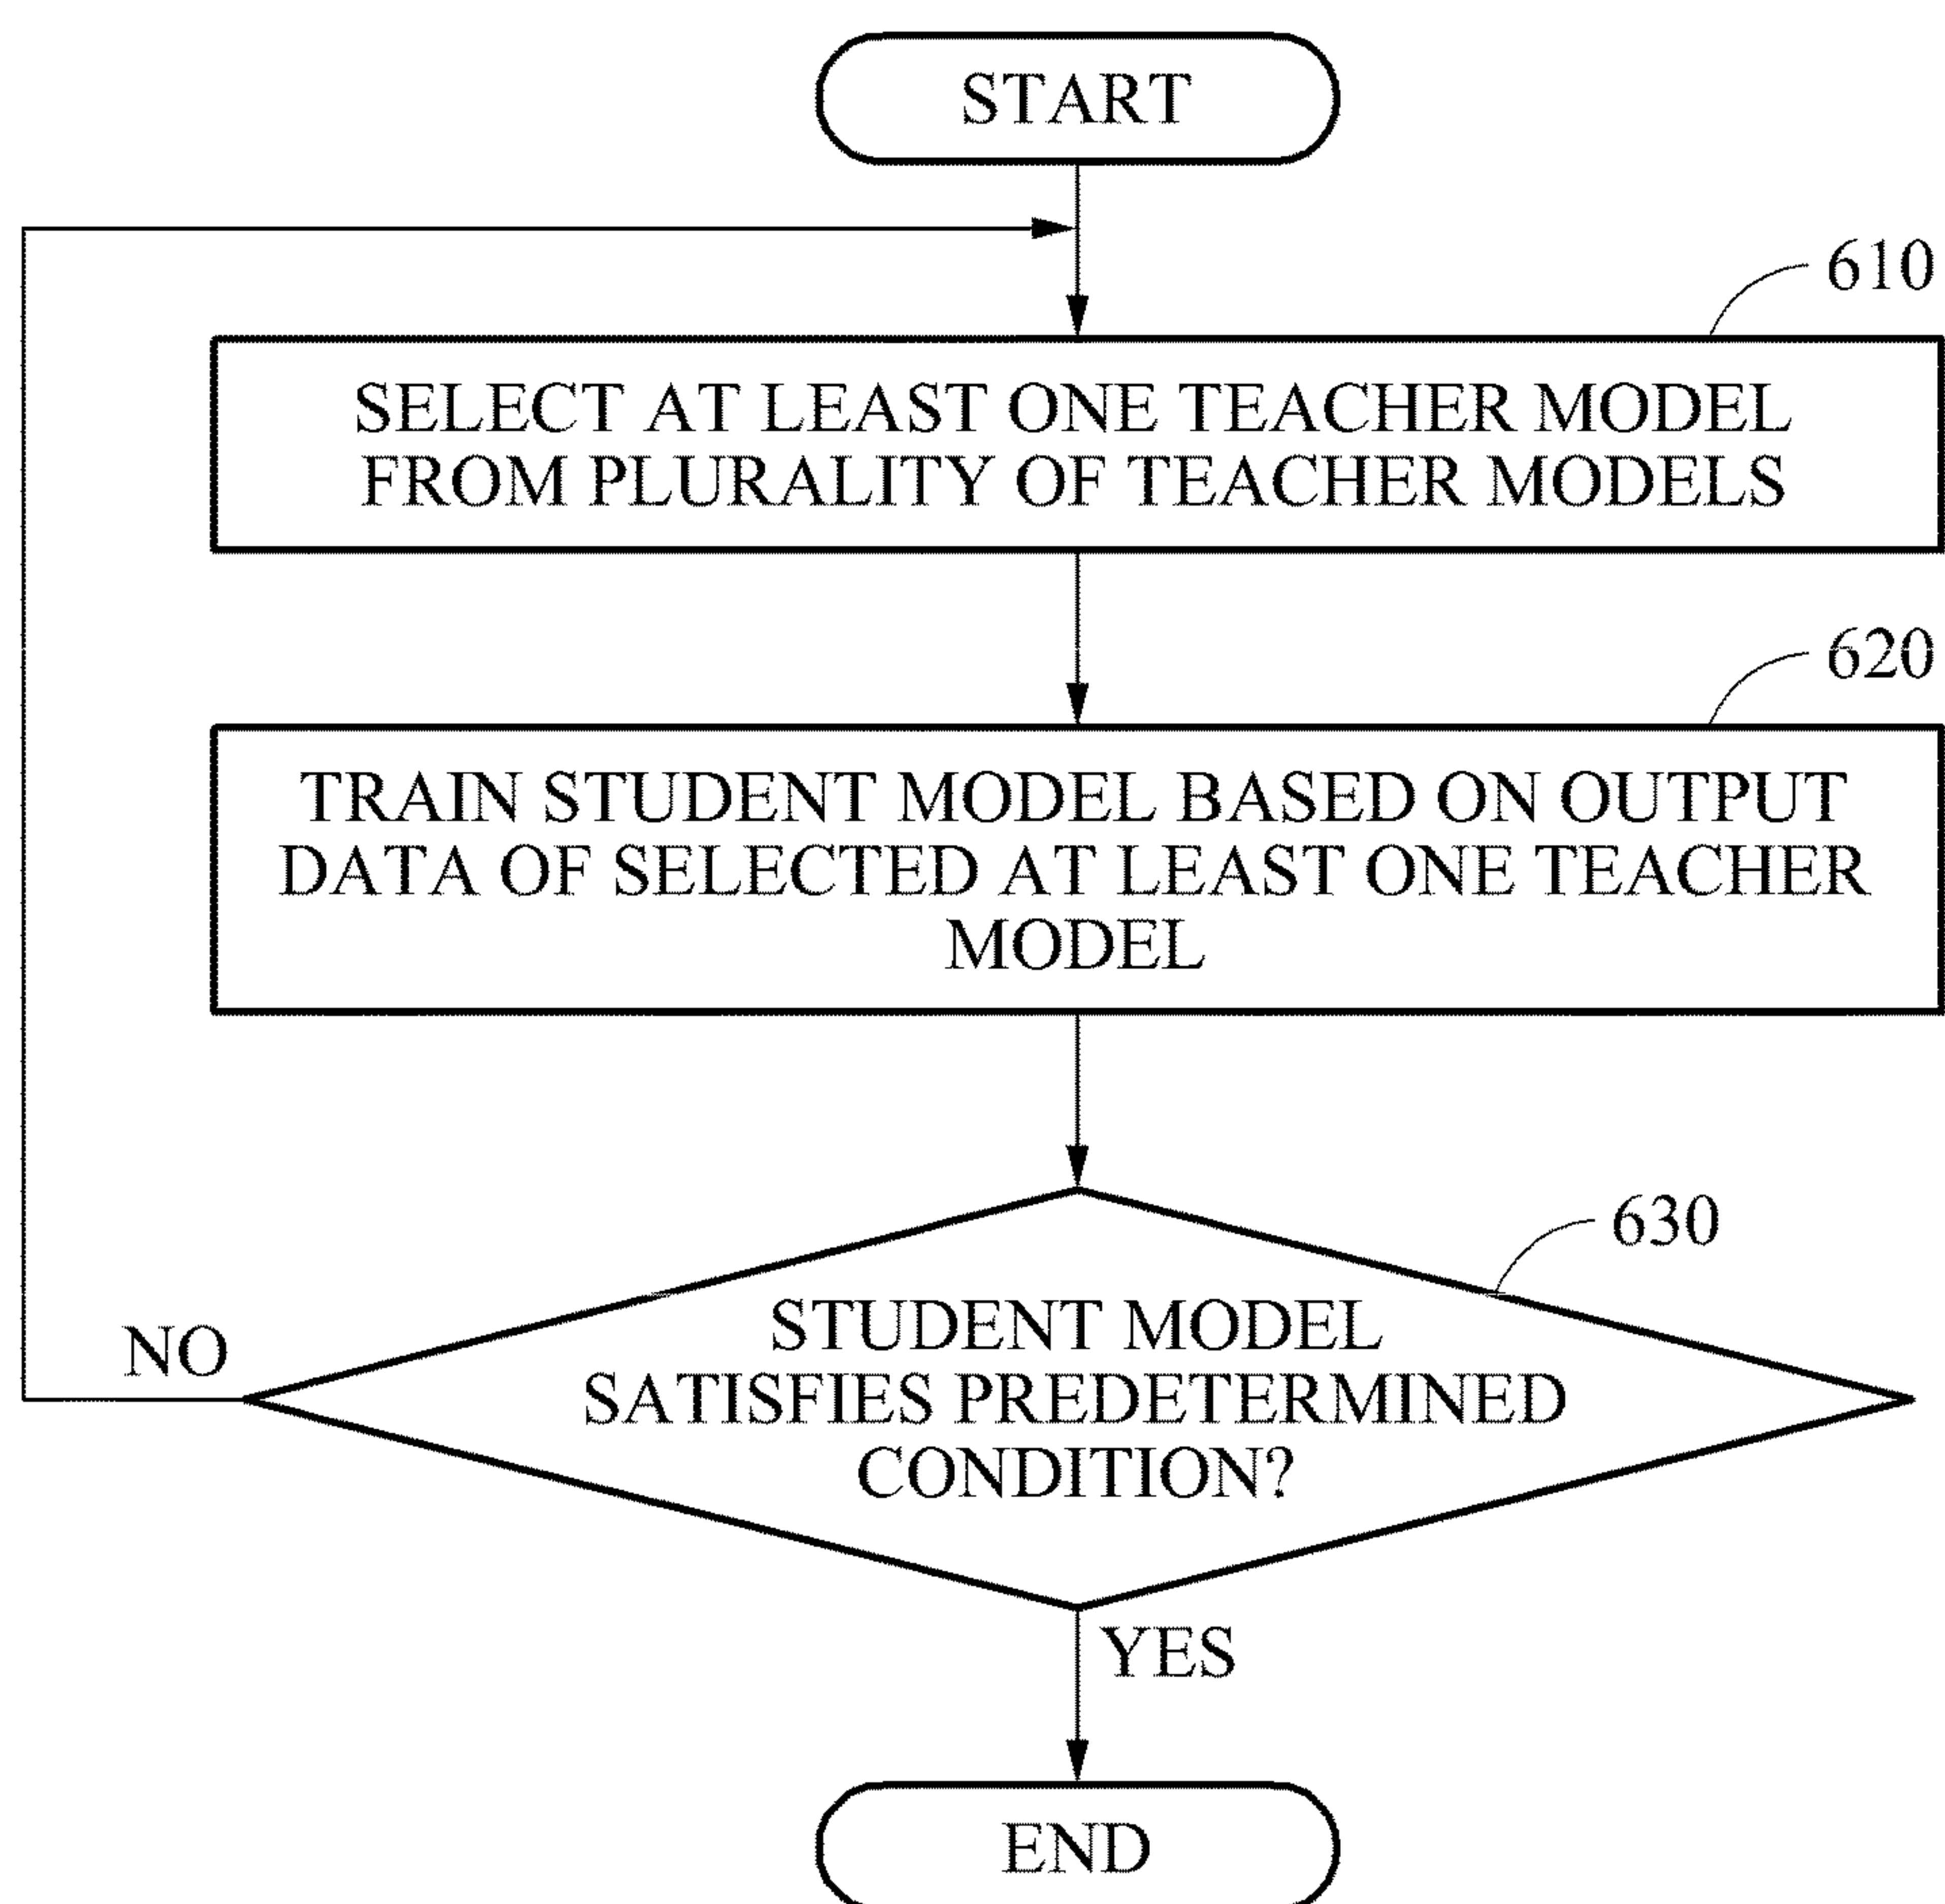 START
610
SELECT AT LEAST ONE TEACHER MODEL
FROM PLURALITY OF TEACHER MODELS
620
TRAIN STUDENT MODEL BASED ON OUTPUT
DATA OF SELECTED AT LEAST ONE TEACHER
MODEL
630
STUDENT MODEL
SATISFIES PREDETERMINED
CONDITION?
NO
YES
END